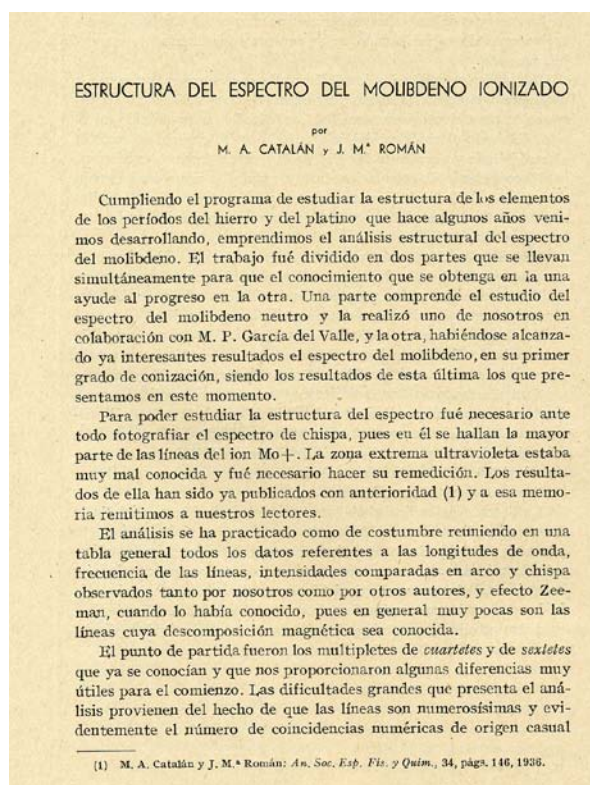 ESTRUCTURA DEL ESPECTRO DEL MOLIBDENO IONIZADO
por
M. A. CATALÁN y J. M.ª ROMÁN
Cumpliendo el programa de estudiar la estructura de los elementos
de los períodos del hierro y del platino que hace algunos años veni-
mos desarrollando, emprendimos el análisis estructural del espectro
del molibdeno. El trabajo fué dividido en dos partes que se llevan
simultáneamente para que el conocimiento que se obtenga en la una
ayude al progreso en la otra. Una parte comprende el estudio del
espectro del molibdeno neutro y la realizó uno de nosotros en
colaboración con M. P. García del Valle, y la otra, habiéndose alcanza-
do ya interesantes resultados el espectro del molibdeno, en su primer
grado de conización, siendo los resultados de esta última los que pre-
sentamos en este momento.
Para poder estudiar la estructura del espectro fué necesario ante
todo fotografiar el espectro de chispa, pues en él se hallan la mayor
parte de las líneas del ion Mo+. La zona extrema ultravioleta estaba
muy mal conocida y fué necesario hacer su remedición. Los resulta-
dos de ella han sido ya publicados con anterioridad (1) y a esa memo-
ria remitimos a nuestros lectores.
El análisis se ha practicado como de costumbre reuniendo en una
tabla general todos los datos referentes a las longitudes de onda,
frecuencia de las líneas, intensidades comparadas en arco y chispa
observados tanto por nosotros como por otros autores, y efecto Zee-
man, cuando lo había conocido, pues en general muy pocas son las
líneas cuya descomposición magnética sea conocida.
El punto de partida fueron los multipletes de cuartetes y de sextetes
que ya se conocían y que nos proporcionaron algunas diferencias muy
útiles para el comienzo. Las dificultades grandes que presenta el aná-
lisis provienen del hecho de que las líneas son numerosísimas y evi-
dentemente el número de coincidencias numéricas de origen casual
(1) M. A. Catalán y J. M.ª Román: An. Soc. Esp. Fís. y Quím., 34, págs. 146, 1936.